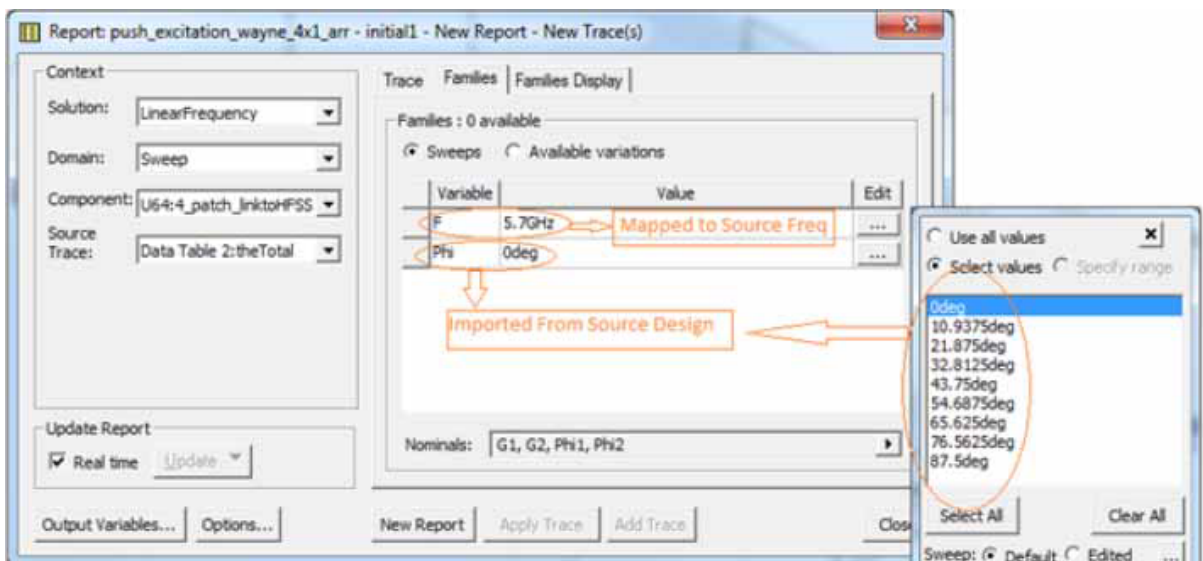 Report: push_excitation_wayne_4x1_arr - initial1 - New Report - New Trace(s)
Context
Solution: LinearFrequency
Domain: Sweep
Component: U64:4_patch_linktoHFSS
Source Trace: Data Table 2:theTotal
Update Report
Real time Update
Output Variables... Options...
Trace Families Families Display
Families : 0 available
Sweeps Available variations
Variable Value Edit
F 5.7GHz ...
Mapped to Source Freq
Phi 0deg ...
Imported From Source Design
Nominals: G1, G2, Phi1, Phi2
New Report Apply Trace Add Trace Close
Use all values
Select values Specify range
0deg
10.9375deg
21.875deg
32.8125deg
43.75deg
54.6875deg
65.625deg
76.5625deg
87.5deg
Select All Clear All
Sweep: Default Edited ...